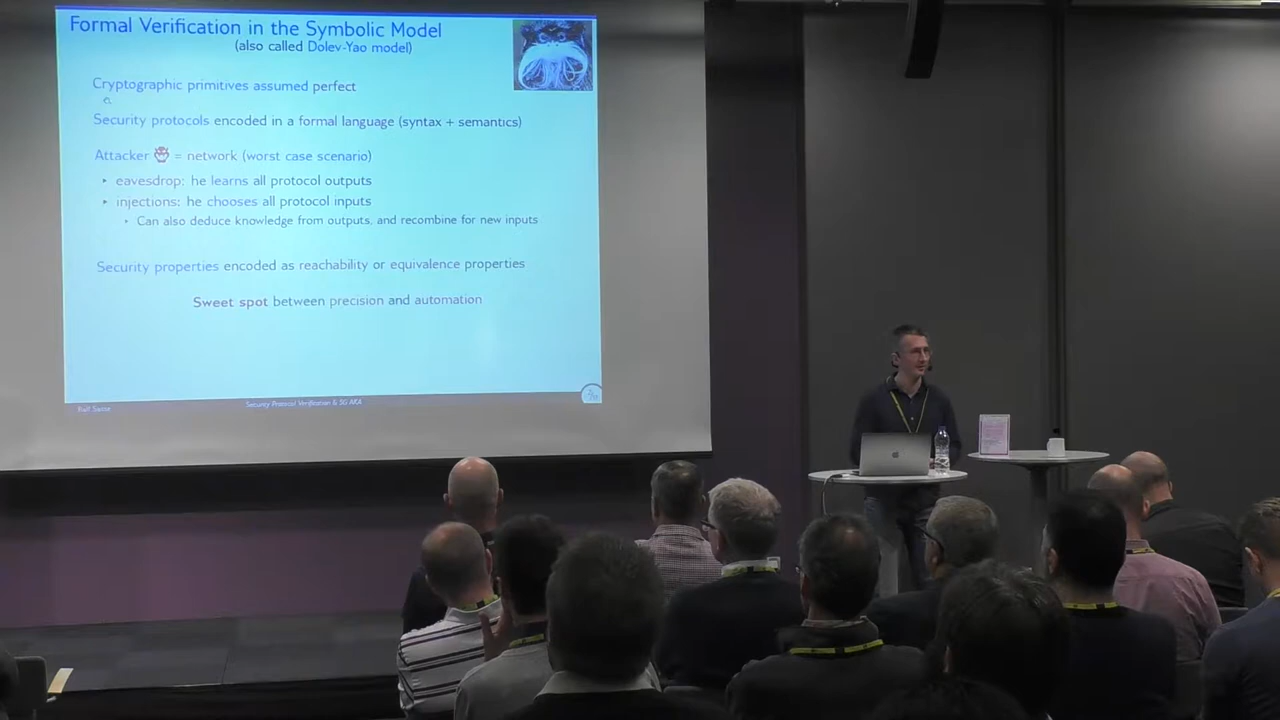 Formal Verification in the Symbolic Model
(also called Dolev-Yao model)
Cryptographic primitives assumed perfect
Security protocols encoded in a formal language (syntax + semantics)
Attacker = network (worst case scenario)
‣ eavesdrop: he learns all protocol outputs
‣ injections: he chooses all protocol inputs
‣ Can also deduce knowledge from outputs, and recombine for new inputs
Security properties encoded as reachability or equivalence properties
Sweet spot between precision and automation
Ralf Sasse
Security Protocol Verification & 5G AKA